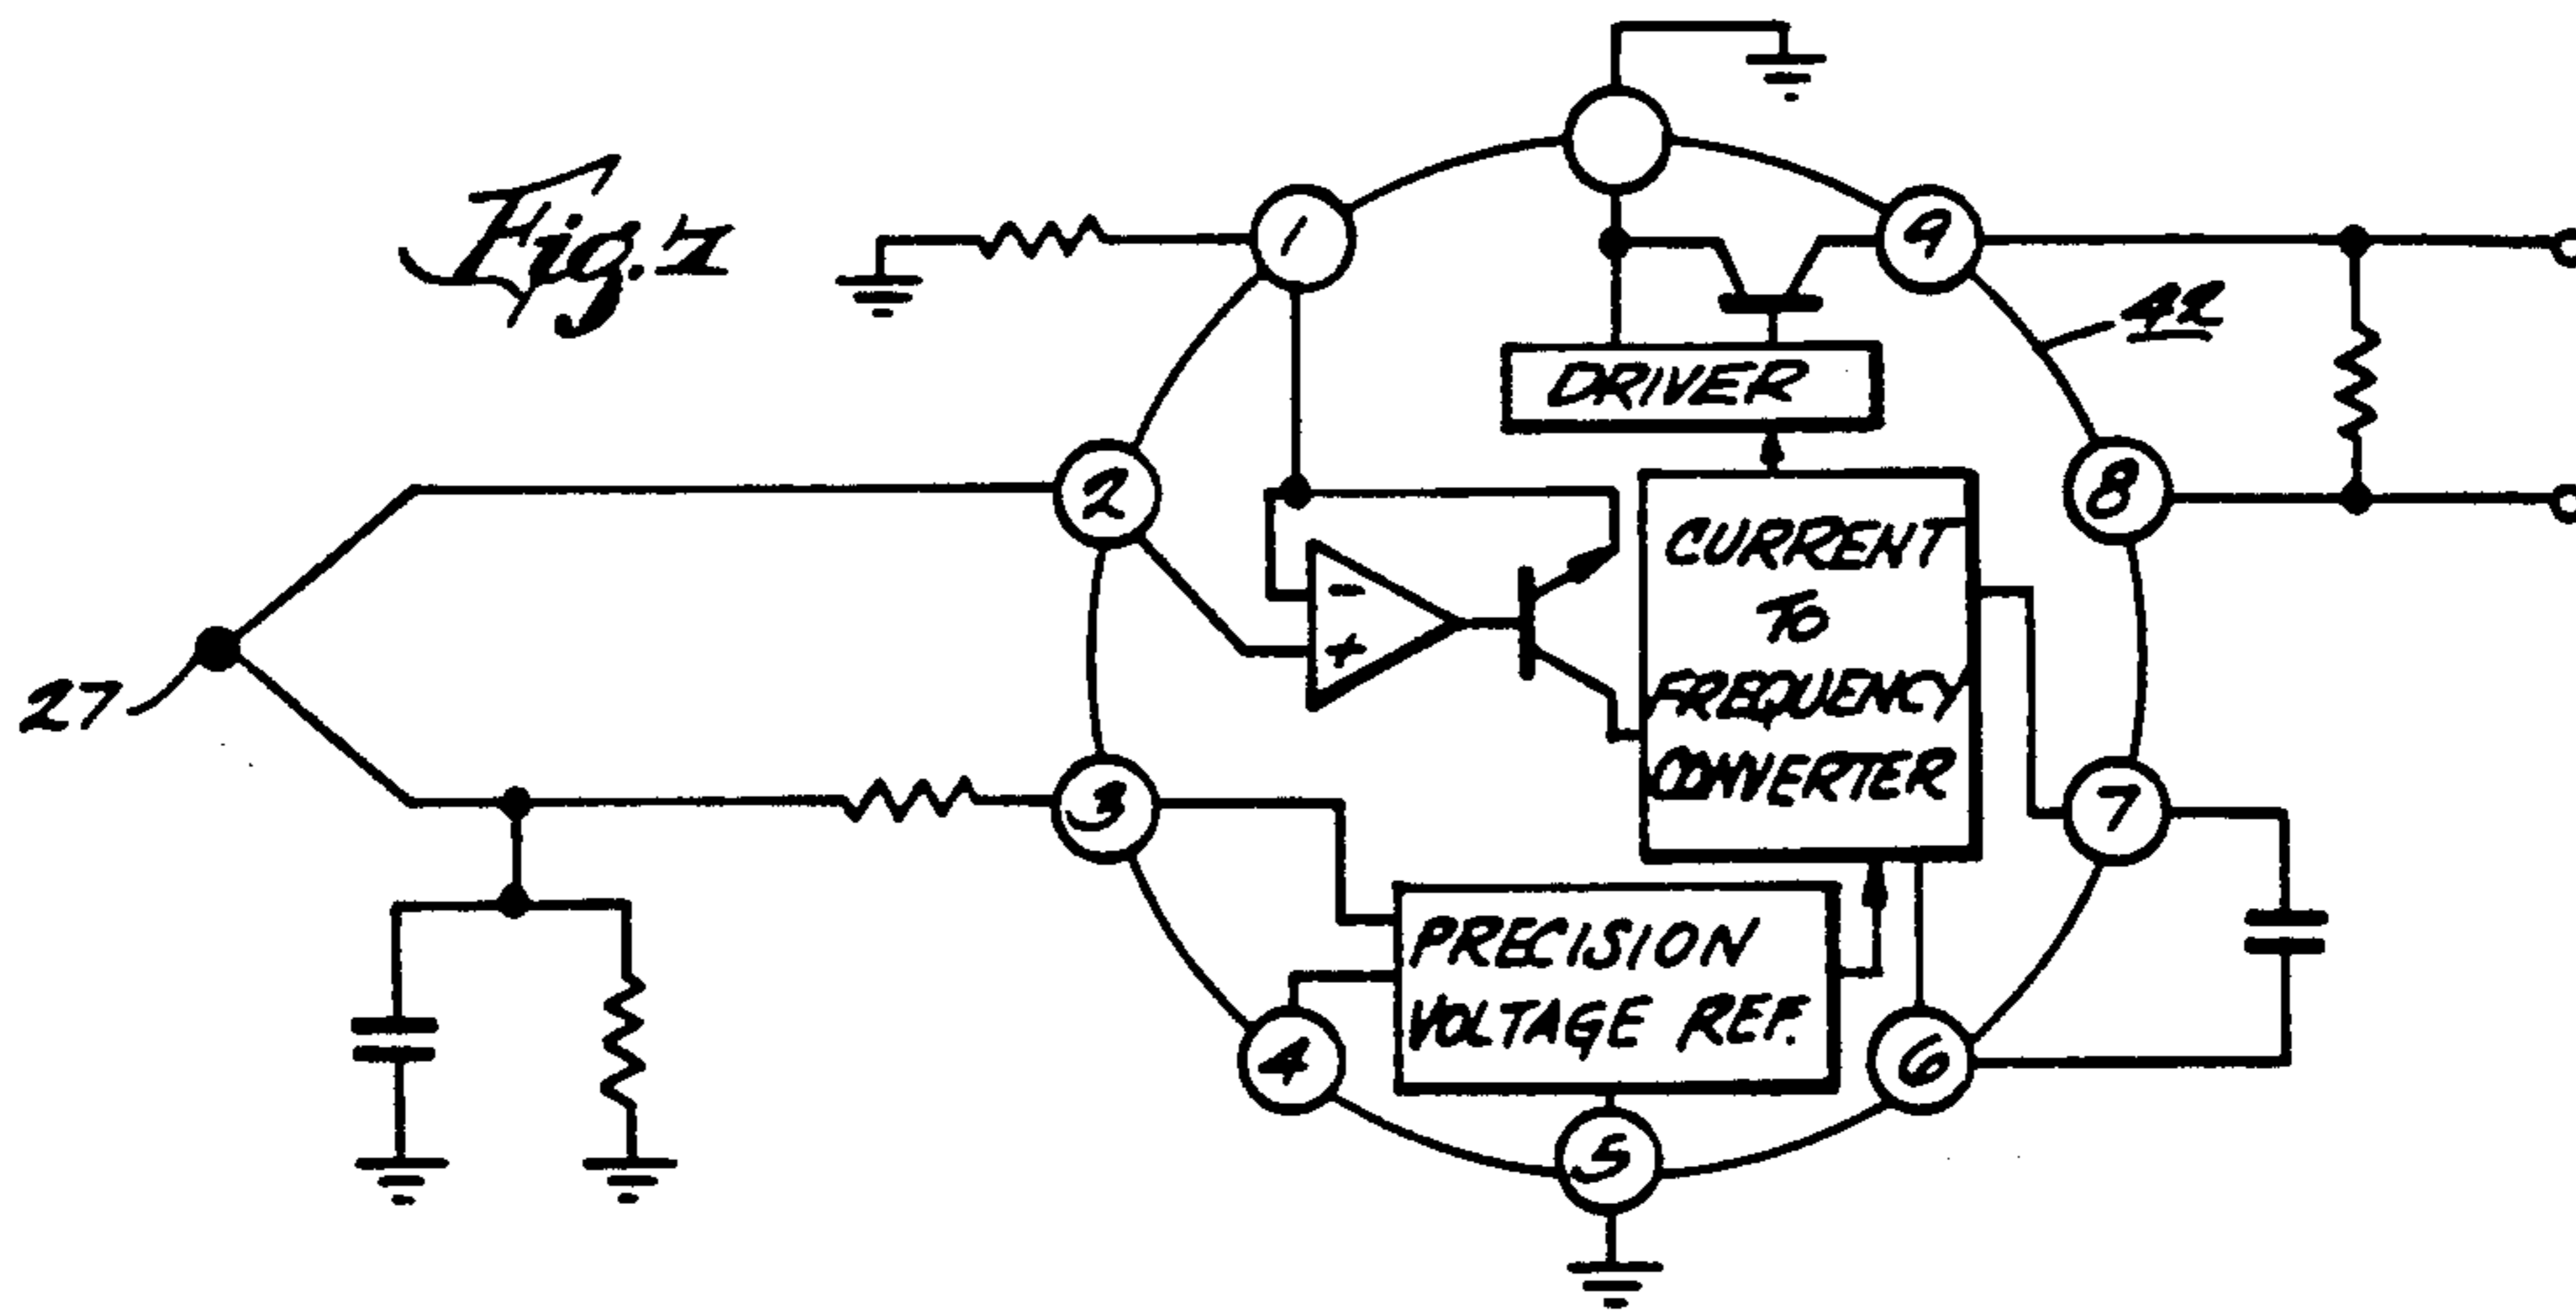 Fig. 7
1
9
42
DRIVER
2
8
CURRENT
TO
FREQUENCY
CONVERTER
-
+
27
3
7
PRECISION
VOLTAGE REF.
4
6
5